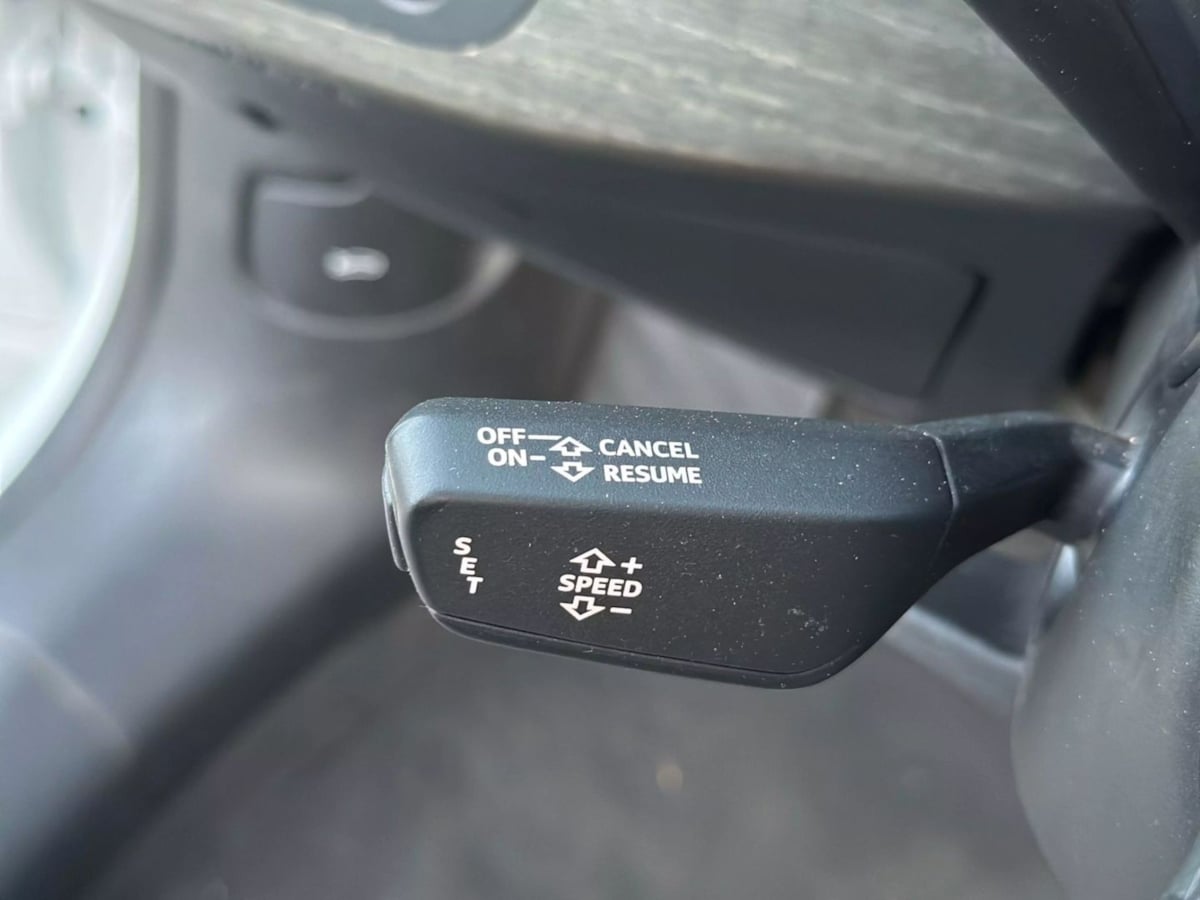 OFF CANCEL
ON RESUME
SET
+
SPEED
-